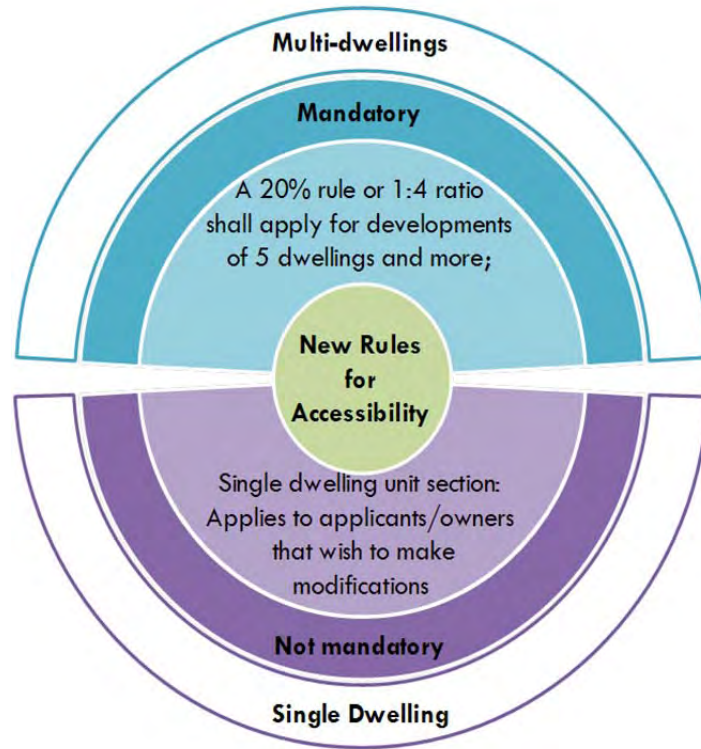 Multi-dwellings
Mandatory
A 20% rule or 1:4 ratio
shall apply for developments
of 5 dwellings and more;
New Rules
for
Accessibility
Single dwelling unit section:
Applies to applicants/owners
that wish to make
modifications
Not mandatory
Single Dwelling